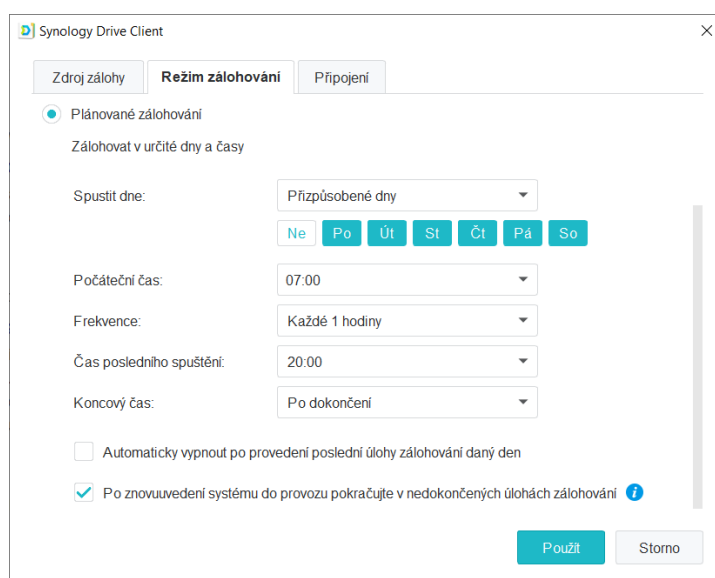 Synology Drive Client
Zdroj zálohy Režim zálohování Připojení
Plánované zálohování
Zálohovat v určité dny a časy
Spustit dne: Přizpůsobené dny
Ne Po Út St Čt Pá So
Počáteční čas: 07:00
Frekvence: Každé 1 hodiny
Čas posledního spuštění: 20:00
Koncový čas: Po dokončení
Automaticky vypnout po provedení poslední úlohy zálohování daný den
Po znovuuvedení systému do provozu pokračujte v nedokončených úlohách zálohování i
Použít Storno